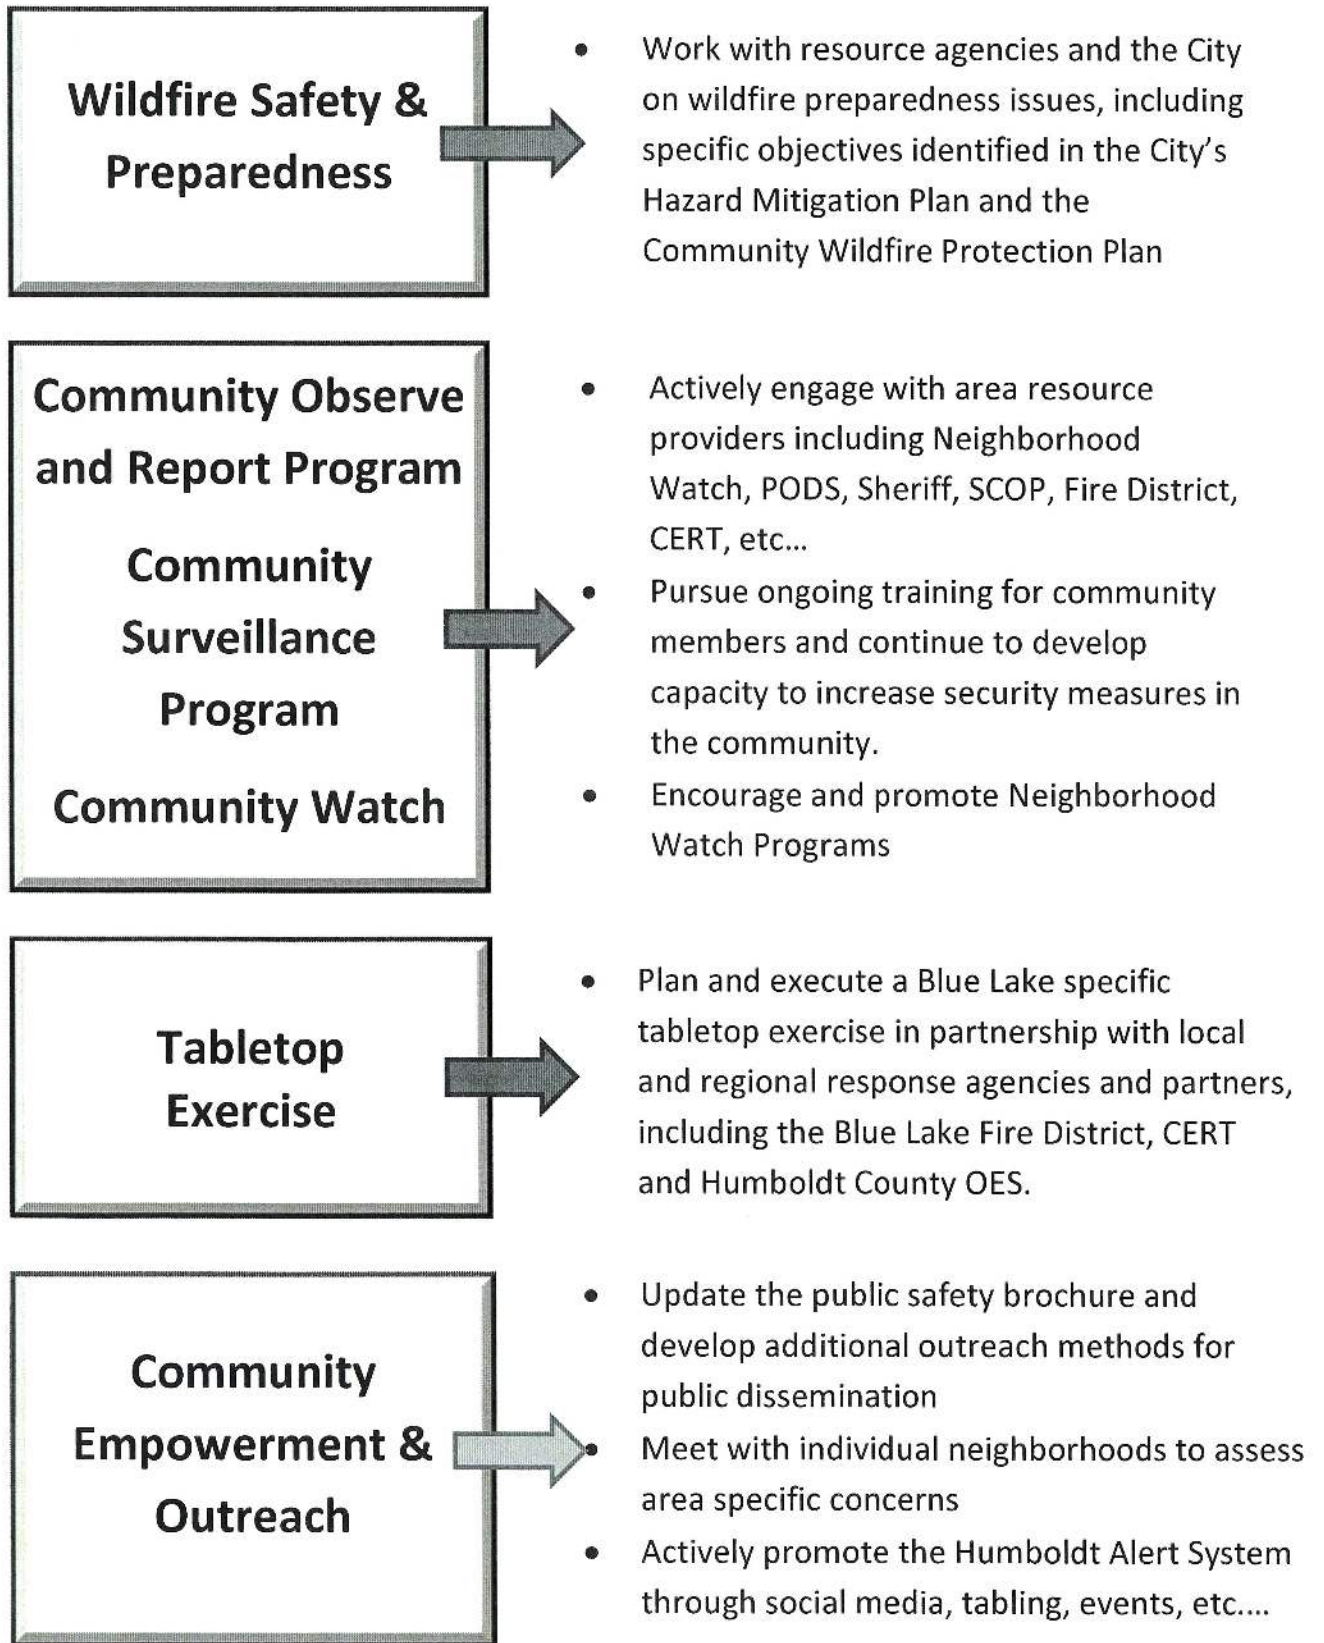 Wildfire Safety &
Preparedness
• Work with resource agencies and the City
on wildfire preparedness issues, including
specific objectives identified in the City's
Hazard Mitigation Plan and the
Community Wildfire Protection Plan
Community Observe
and Report Program
Community
Surveillance
Program
Community Watch
• Actively engage with area resource
providers including Neighborhood
Watch, PODS, Sheriff, SCOP, Fire District,
CERT, etc...
• Pursue ongoing training for community
members and continue to develop
capacity to increase security measures in
the community.
• Encourage and promote Neighborhood
Watch Programs
Tabletop
Exercise
• Plan and execute a Blue Lake specific
tabletop exercise in partnership with local
and regional response agencies and partners,
including the Blue Lake Fire District, CERT
and Humboldt County OES.
Community
Empowerment &
Outreach
• Update the public safety brochure and
develop additional outreach methods for
public dissemination
• Meet with individual neighborhoods to assess
area specific concerns
• Actively promote the Humboldt Alert System
through social media, tabling, events, etc....